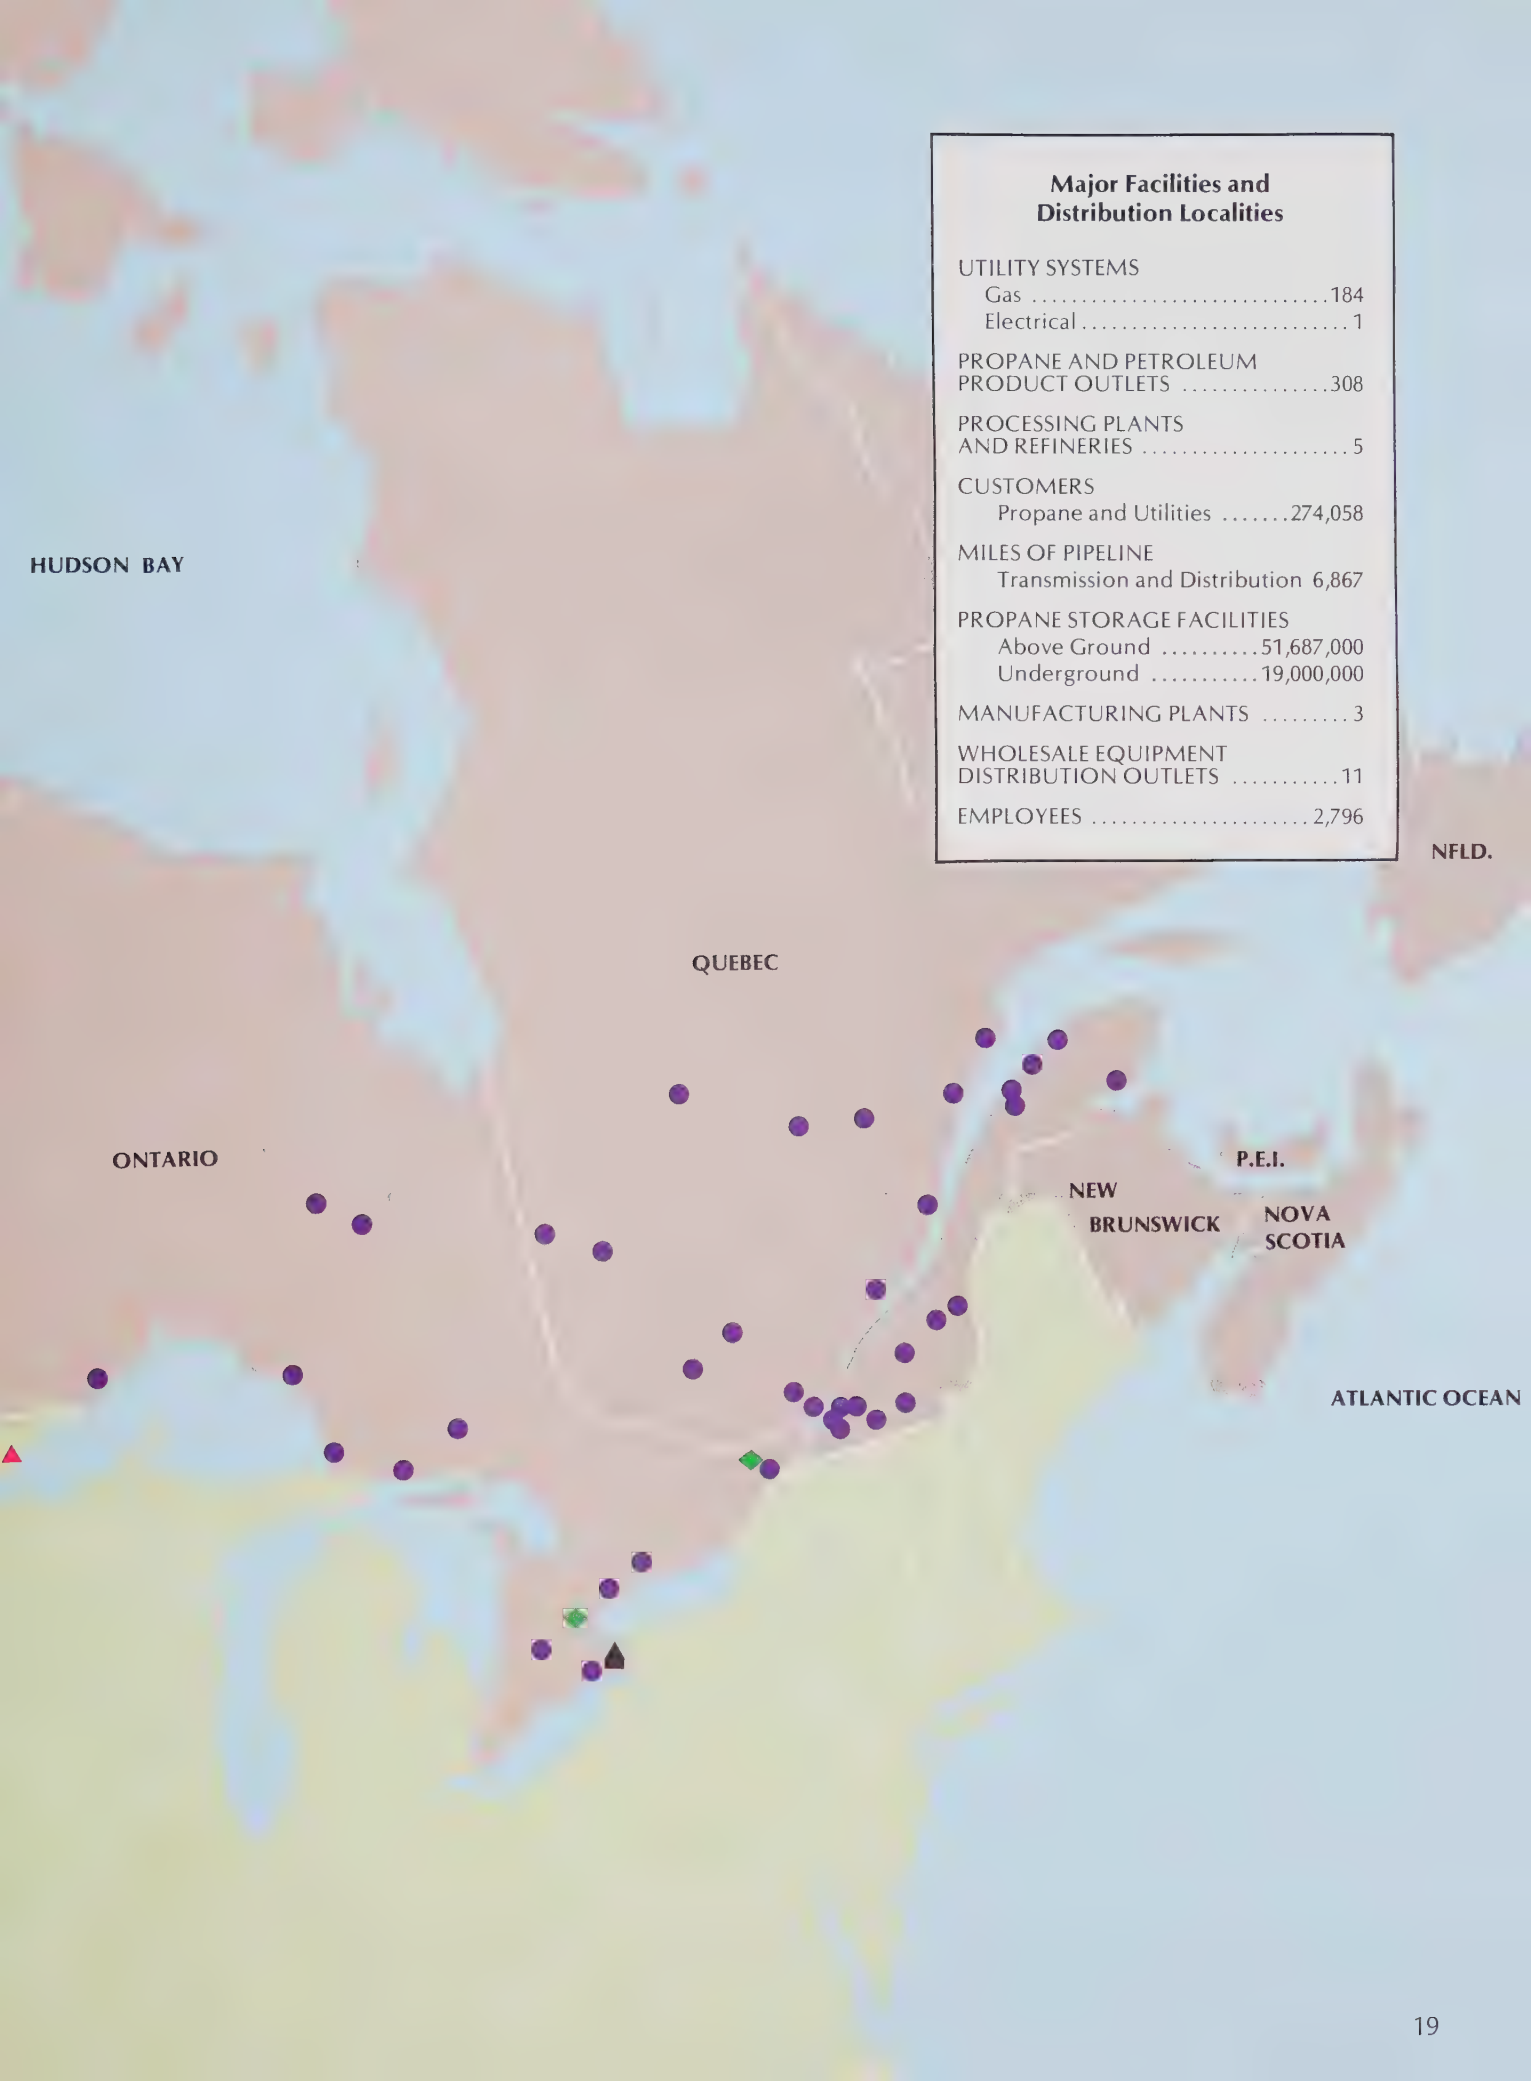 Major Facilities and
Distribution Localities
UTILITY SYSTEMS
Gas .............................. 184
Electrical ........................... 1
PROPANE AND PETROLEUM
PRODUCT OUTLETS ............... 308
PROCESSING PLANTS
AND REFINERIES ..................... 5
CUSTOMERS
Propane and Utilities ....... 274,058
MILES OF PIPELINE
Transmission and Distribution 6,867
PROPANE STORAGE FACILITIES
Above Ground .......... 51,687,000
Underground ........... 19,000,000
MANUFACTURING PLANTS ......... 3
WHOLESALE EQUIPMENT
DISTRIBUTION OUTLETS ........... 11
EMPLOYEES ...................... 2,796
HUDSON BAY
NFLD.
QUEBEC
ONTARIO
P.E.I.
NEW
BRUNSWICK
NOVA
SCOTIA
ATLANTIC OCEAN
19